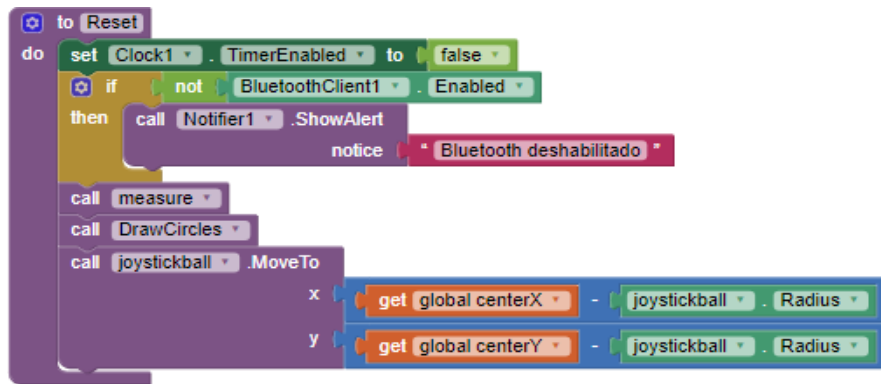 to Reset
do set Clock1 . TimerEnabled to false
if not BluetoothClient1 . Enabled
then call Notifier1 .ShowAlert
notice " Bluetooth deshabilitado "
call measure
call DrawCircles
call joystickball .MoveTo
x get global centerX - joystickball . Radius
y get global centerY - joystickball . Radius